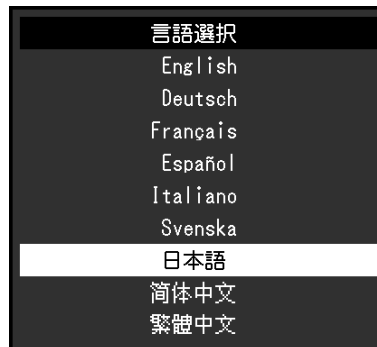 言語選択
English
Deutsch
Français
Español
Italiano
Svenska
日本語
简体中文
繁體中文